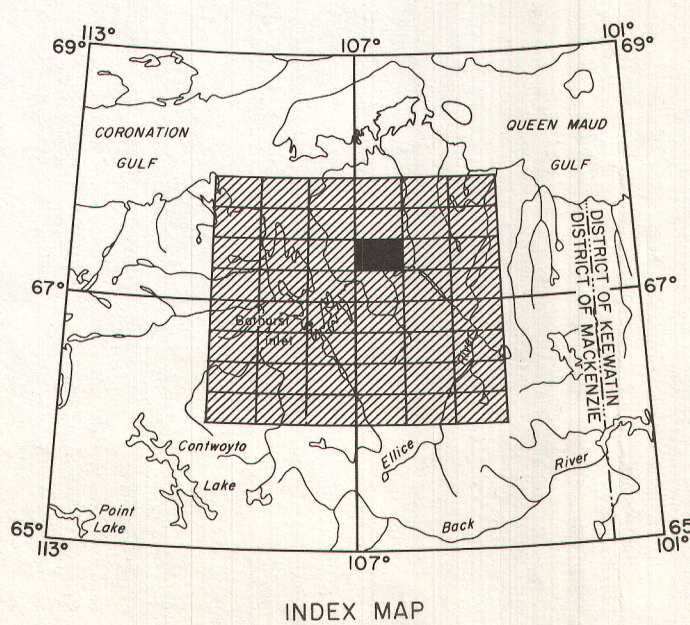 113°
107°
101°
69°
69°
CORONATION
GULF
QUEEN MAUD
GULF
DISTRICT OF KEEWATIN
DISTRICT OF MACKENZIE
67°
67°
Bathurst
Inlet
River
Contwoyto
Lake
Ellice
River
Point
Lake
Back
65°
65
113°
107°
101°
INDEX MAP